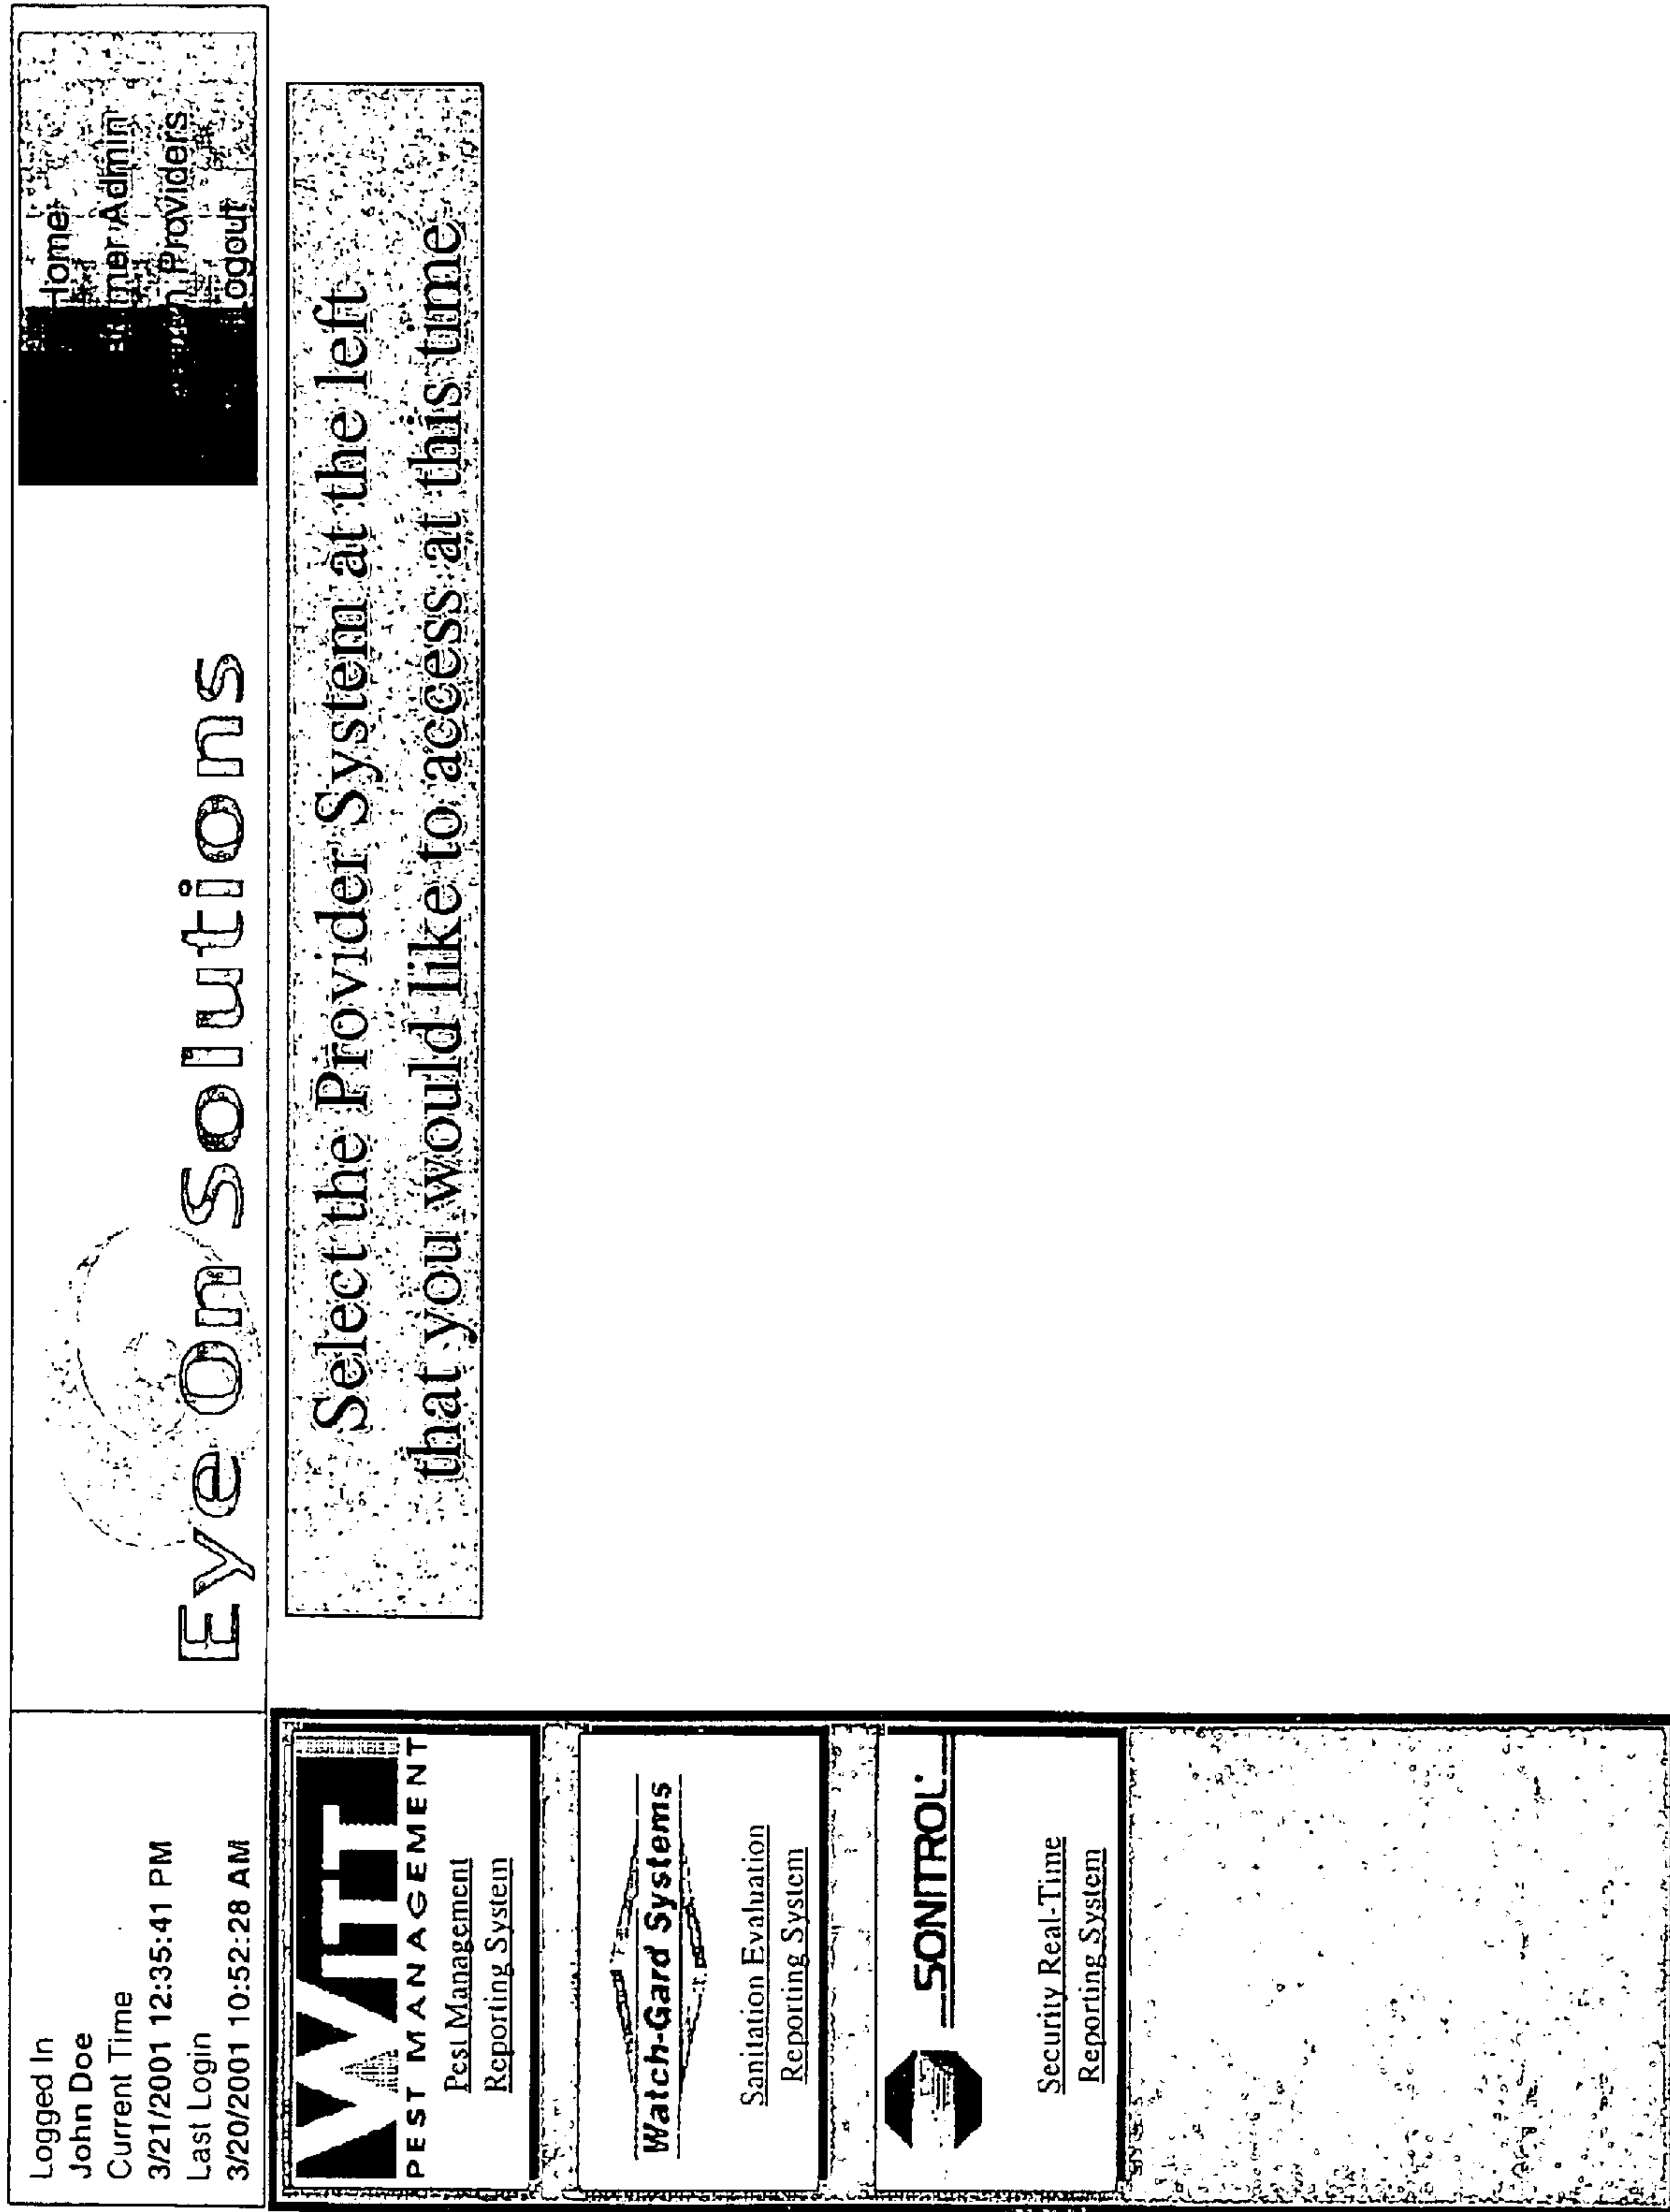 Logged In
John Doe
Current Time
3/21/2001 12:35:41 PM
Last Login
3/20/2001 10:52:28 AM
Eye On Solutions
Home
Admin
Providers
Select the Provider System at the left
that you would like to access at this time
PEST MANAGEMENT
Pest Management
Reporting System
Watch-Gard Systems
Sanitation Evaluation
Reporting System
SONITROL
Security Real-Time
Reporting System